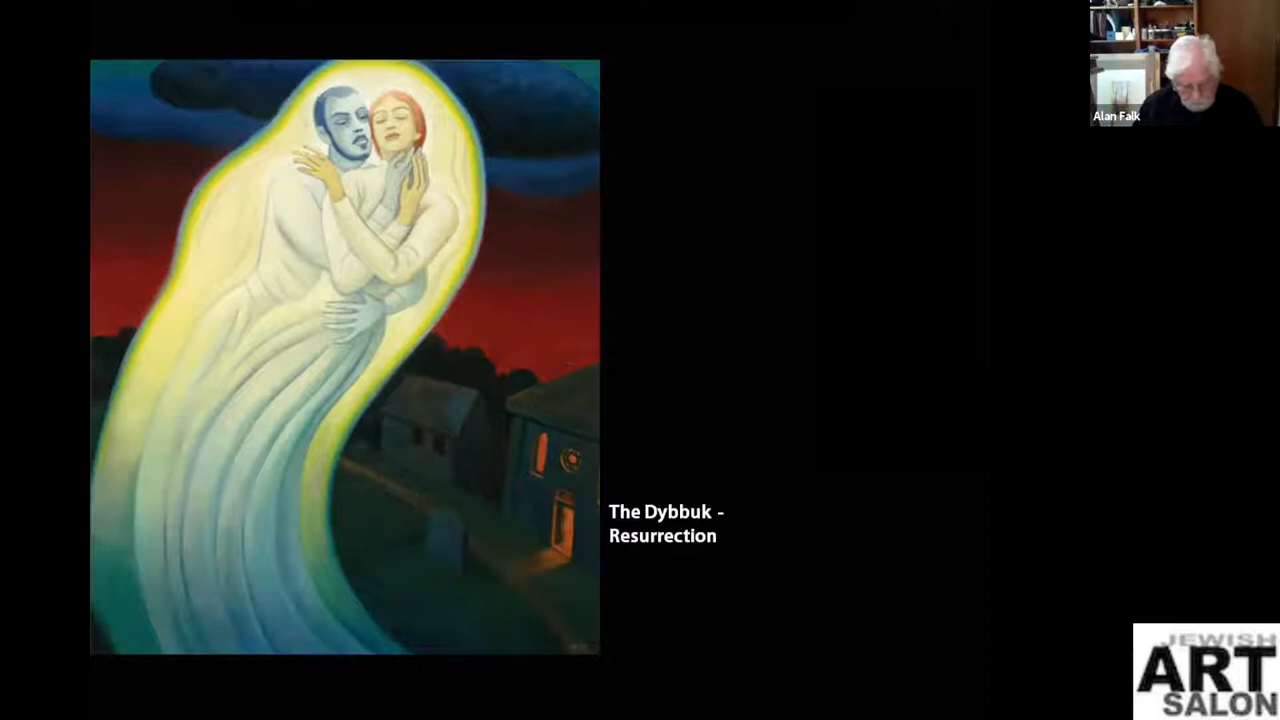 Alan Falk
The Dybbuk -
Resurrection
JEWISH
ART
SALON